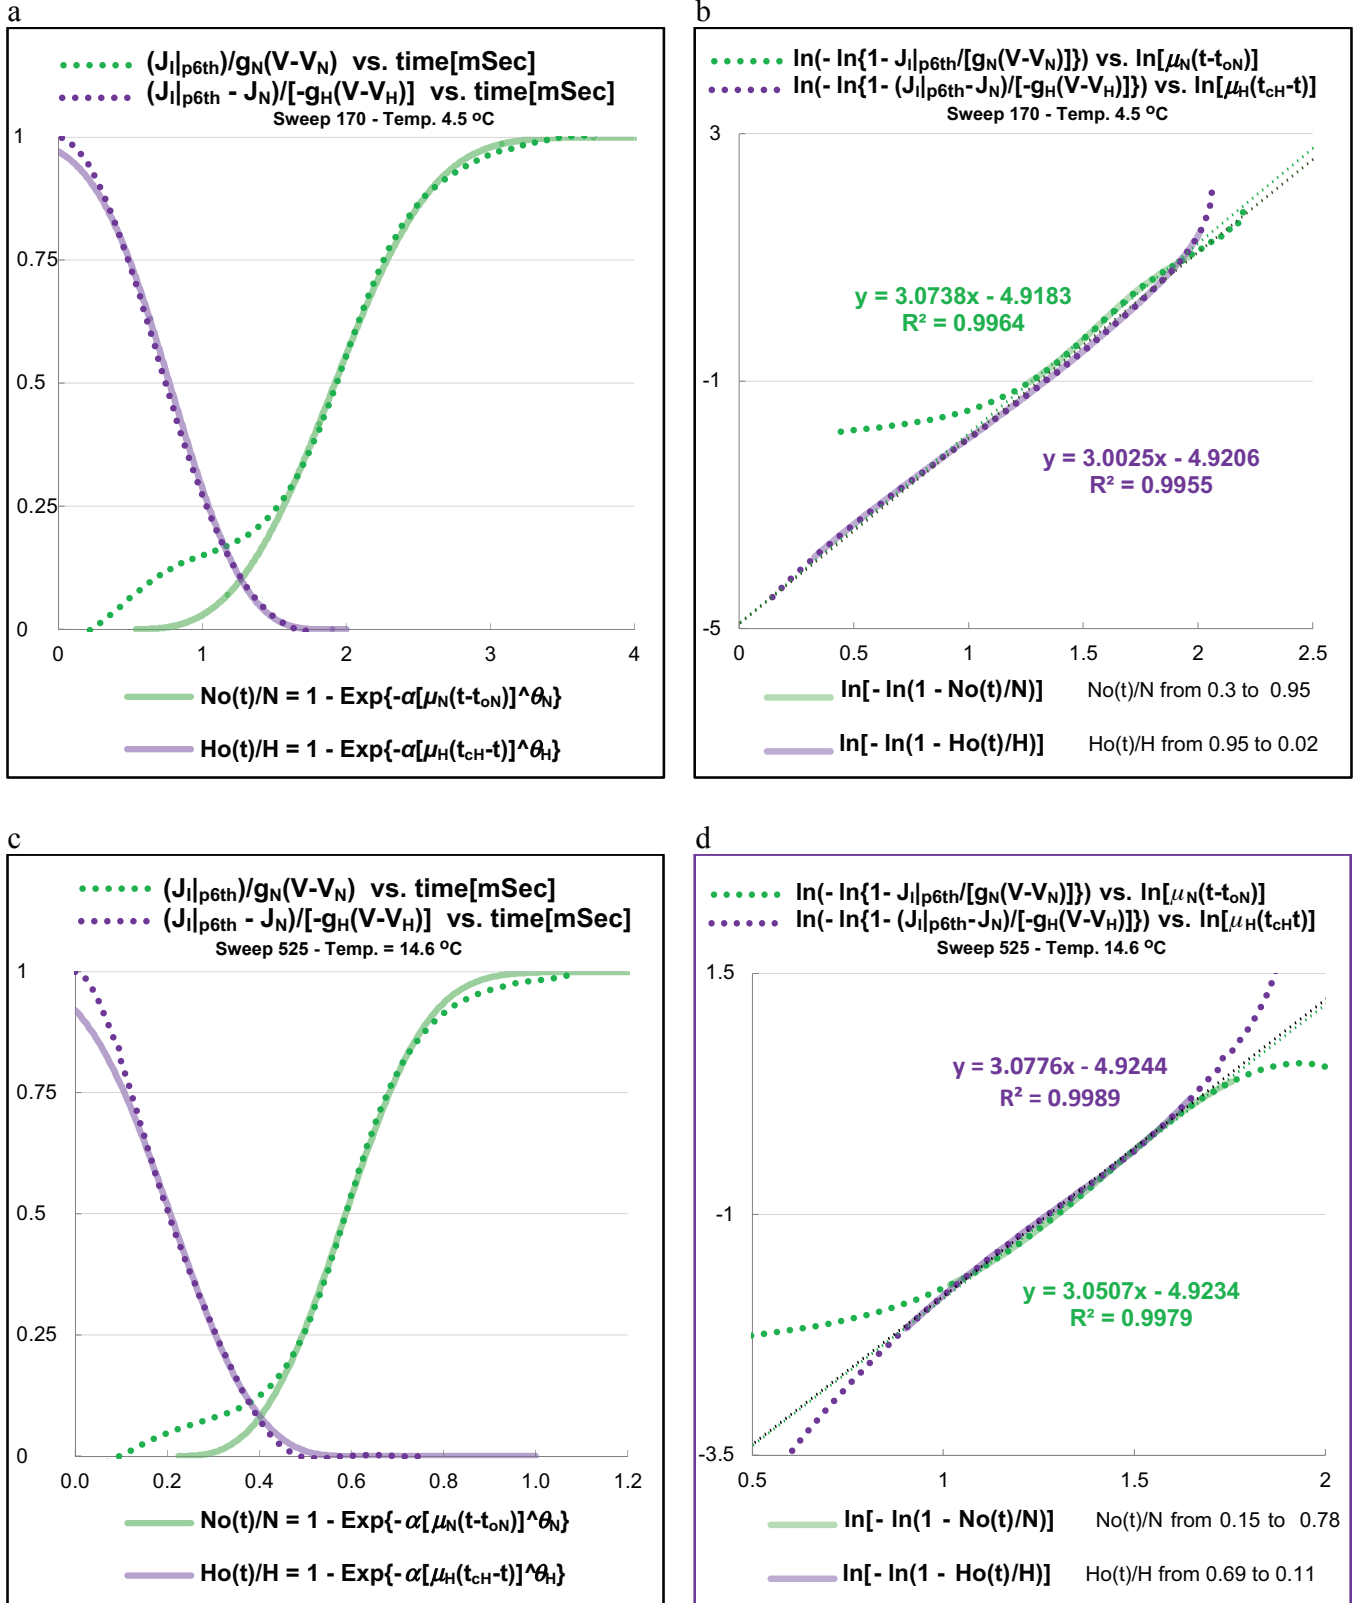 a
(J_I|p6th)/g_N(V-V_N) vs. time[mSec]
(J_I|p6th - J_N)/[-g_H(V-V_H)] vs. time[mSec]
Sweep 170 - Temp. 4.5 ºC
1
0.75
0.5
0.25
0
0 1 2 3 4
No(t)/N = 1 - Exp{-α[μ_N(t-t_oN)]^θ_N}
Ho(t)/H = 1 - Exp{-α[μ_H(t_cH-t)]^θ_H}
b
ln(- ln{1- J_I|p6th/[g_N(V-V_N)]}) vs. ln[μ_N(t-t_oN)]
ln(- ln{1- (J_I|p6th-J_N)/[-g_H(V-V_H)]}) vs. ln[μ_H(t_cH-t)]
Sweep 170 - Temp. 4.5 ºC
3
y = 3.0738x - 4.9183
R² = 0.9964
-1
y = 3.0025x - 4.9206
R² = 0.9955
-5
0 0.5 1 1.5 2 2.5
ln[- ln(1 - No(t)/N)] No(t)/N from 0.3 to 0.95
ln[- ln(1 - Ho(t)/H)] Ho(t)/H from 0.95 to 0.02
c
(J_I|p6th)/g_N(V-V_N) vs. time[mSec]
(J_I|p6th - J_N)/[-g_H(V-V_H)] vs. time[mSec]
Sweep 525 - Temp. = 14.6 ºC
1
0.75
0.5
0.25
0
0.0 0.2 0.4 0.6 0.8 1.0 1.2
No(t)/N = 1 - Exp{-α[μ_N(t-t_oN)]^θ_N}
Ho(t)/H = 1 - Exp{-α[μ_H(t_cH-t)]^θ_H}
d
ln(- ln{1- J_I|p6th/[g_N(V-V_N)]}) vs. ln[μ_N(t-t_oN)]
ln(- ln{1- (J_I|p6th-J_N)/[-g_H(V-V_H)]}) vs. ln[μ_H(t_cHt)]
Sweep 525 - Temp. 14.6 ºC
1.5
y = 3.0776x - 4.9244
R² = 0.9989
-1
y = 3.0507x - 4.9234
R² = 0.9979
-3.5
0.5 1 1.5 2
ln[- ln(1 - No(t)/N)] No(t)/N from 0.15 to 0.78
ln[- ln(1 - Ho(t)/H)] Ho(t)/H from 0.69 to 0.11